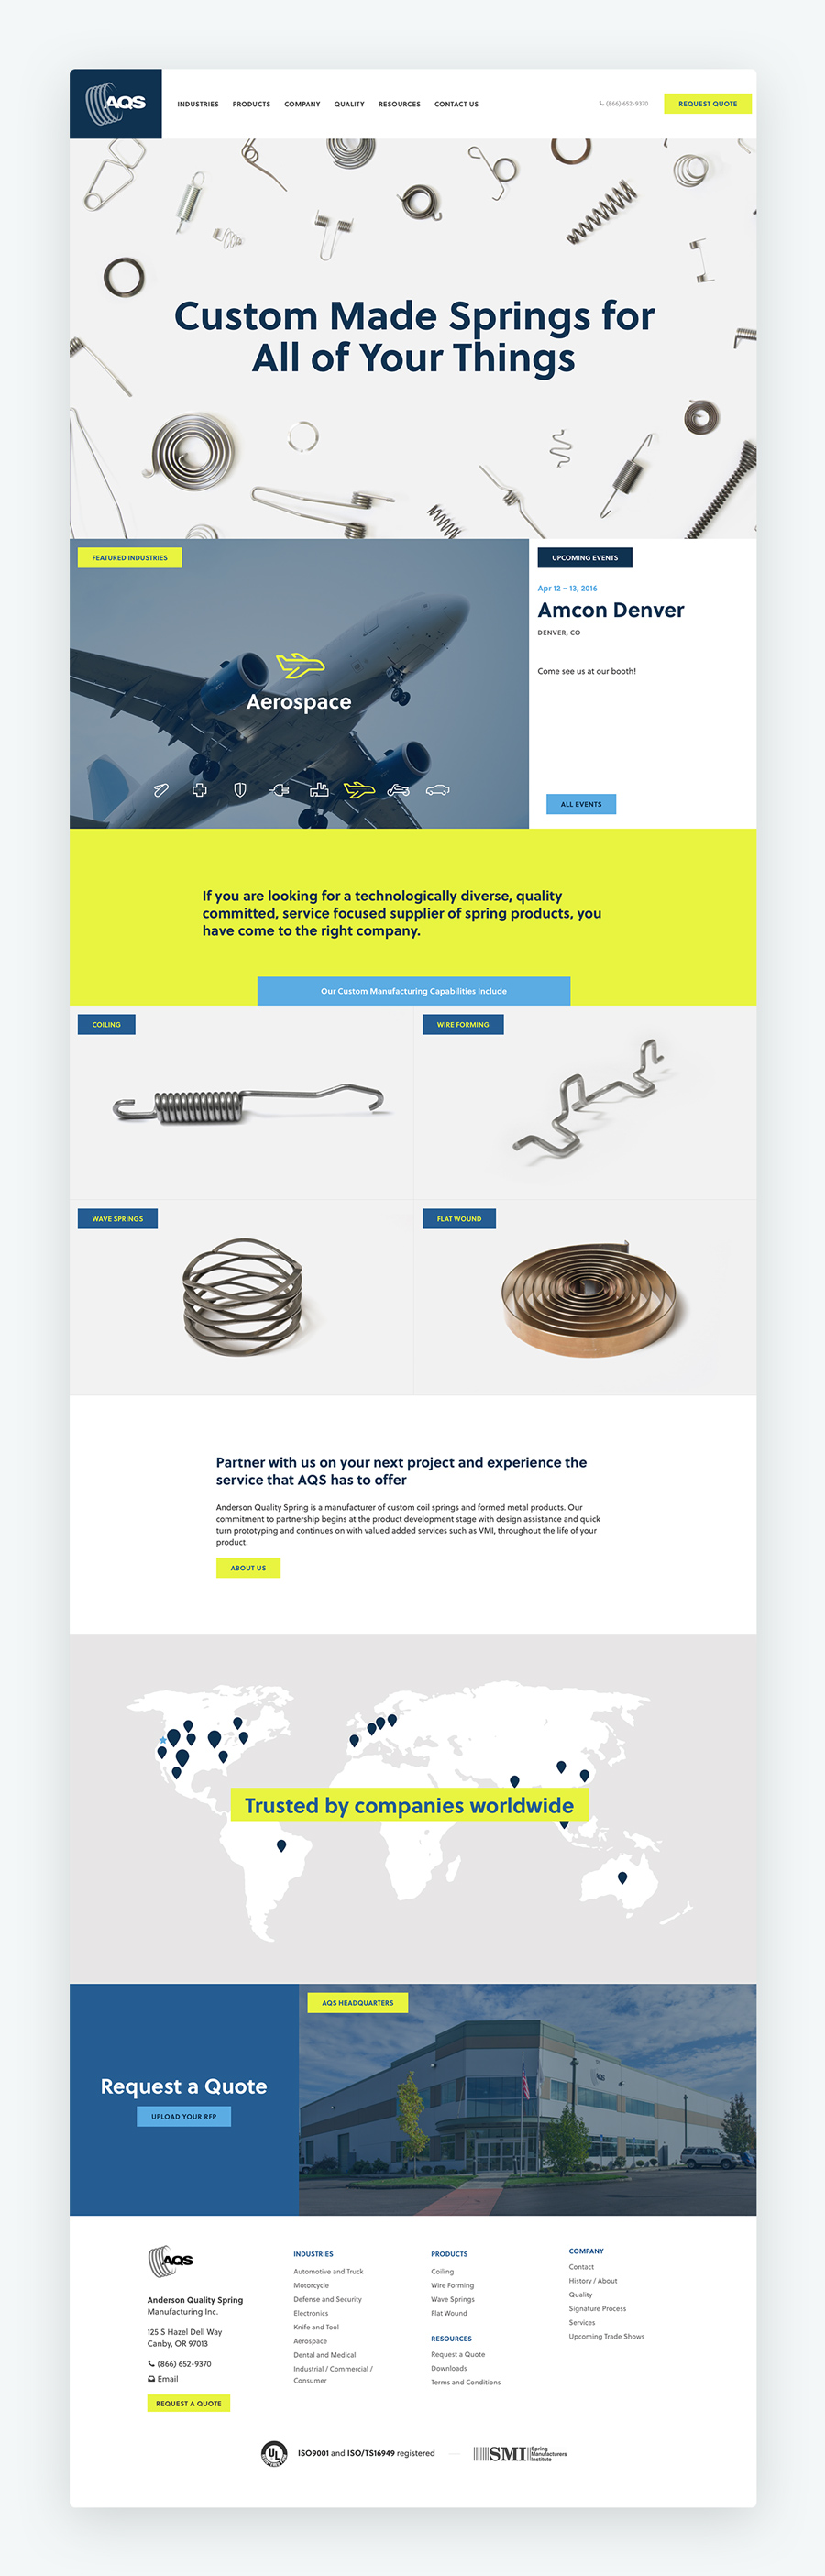 AQS
INDUSTRIES PRODUCTS COMPANY QUALITY RESOURCES CONTACT US
(866) 652-9370
REQUEST QUOTE
Custom Made Springs for
All of Your Things
FEATURED INDUSTRIES
Aerospace
UPCOMING EVENTS
Apr 12 – 13, 2016
Amcon Denver
DENVER, CO
Come see us at our booth!
ALL EVENTS
If you are looking for a technologically diverse, quality
committed, service focused supplier of spring products, you
have come to the right company.
Our Custom Manufacturing Capabilities Include
COILING
WIRE FORMING
WAVE SPRINGS
FLAT WOUND
Partner with us on your next project and experience the
service that AQS has to offer
Anderson Quality Spring is a manufacturer of custom coil springs and formed metal products. Our
commitment to partnership begins at the product development stage with design assistance and quick
turn prototyping and continues on with valued added services such as VMI, throughout the life of your
product.
ABOUT US
Trusted by companies worldwide
Request a Quote
UPLOAD YOUR RFP
AQS HEADQUARTERS
AQS
AQS
Anderson Quality Spring
Manufacturing Inc.
125 S Hazel Dell Way
Canby, OR 97013
(866) 652-9370
Email
REQUEST A QUOTE
INDUSTRIES
Automotive and Truck
Motorcycle
Defense and Security
Electronics
Knife and Tool
Aerospace
Dental and Medical
Industrial / Commercial /
Consumer
PRODUCTS
Coiling
Wire Forming
Wave Springs
Flat Wound
RESOURCES
Request a Quote
Downloads
Terms and Conditions
COMPANY
Contact
History / About
Quality
Signature Process
Services
Upcoming Trade Shows
UL
ISO9001 and ISO/TS16949 registered
SMI
Spring
Manufacturers
Institute